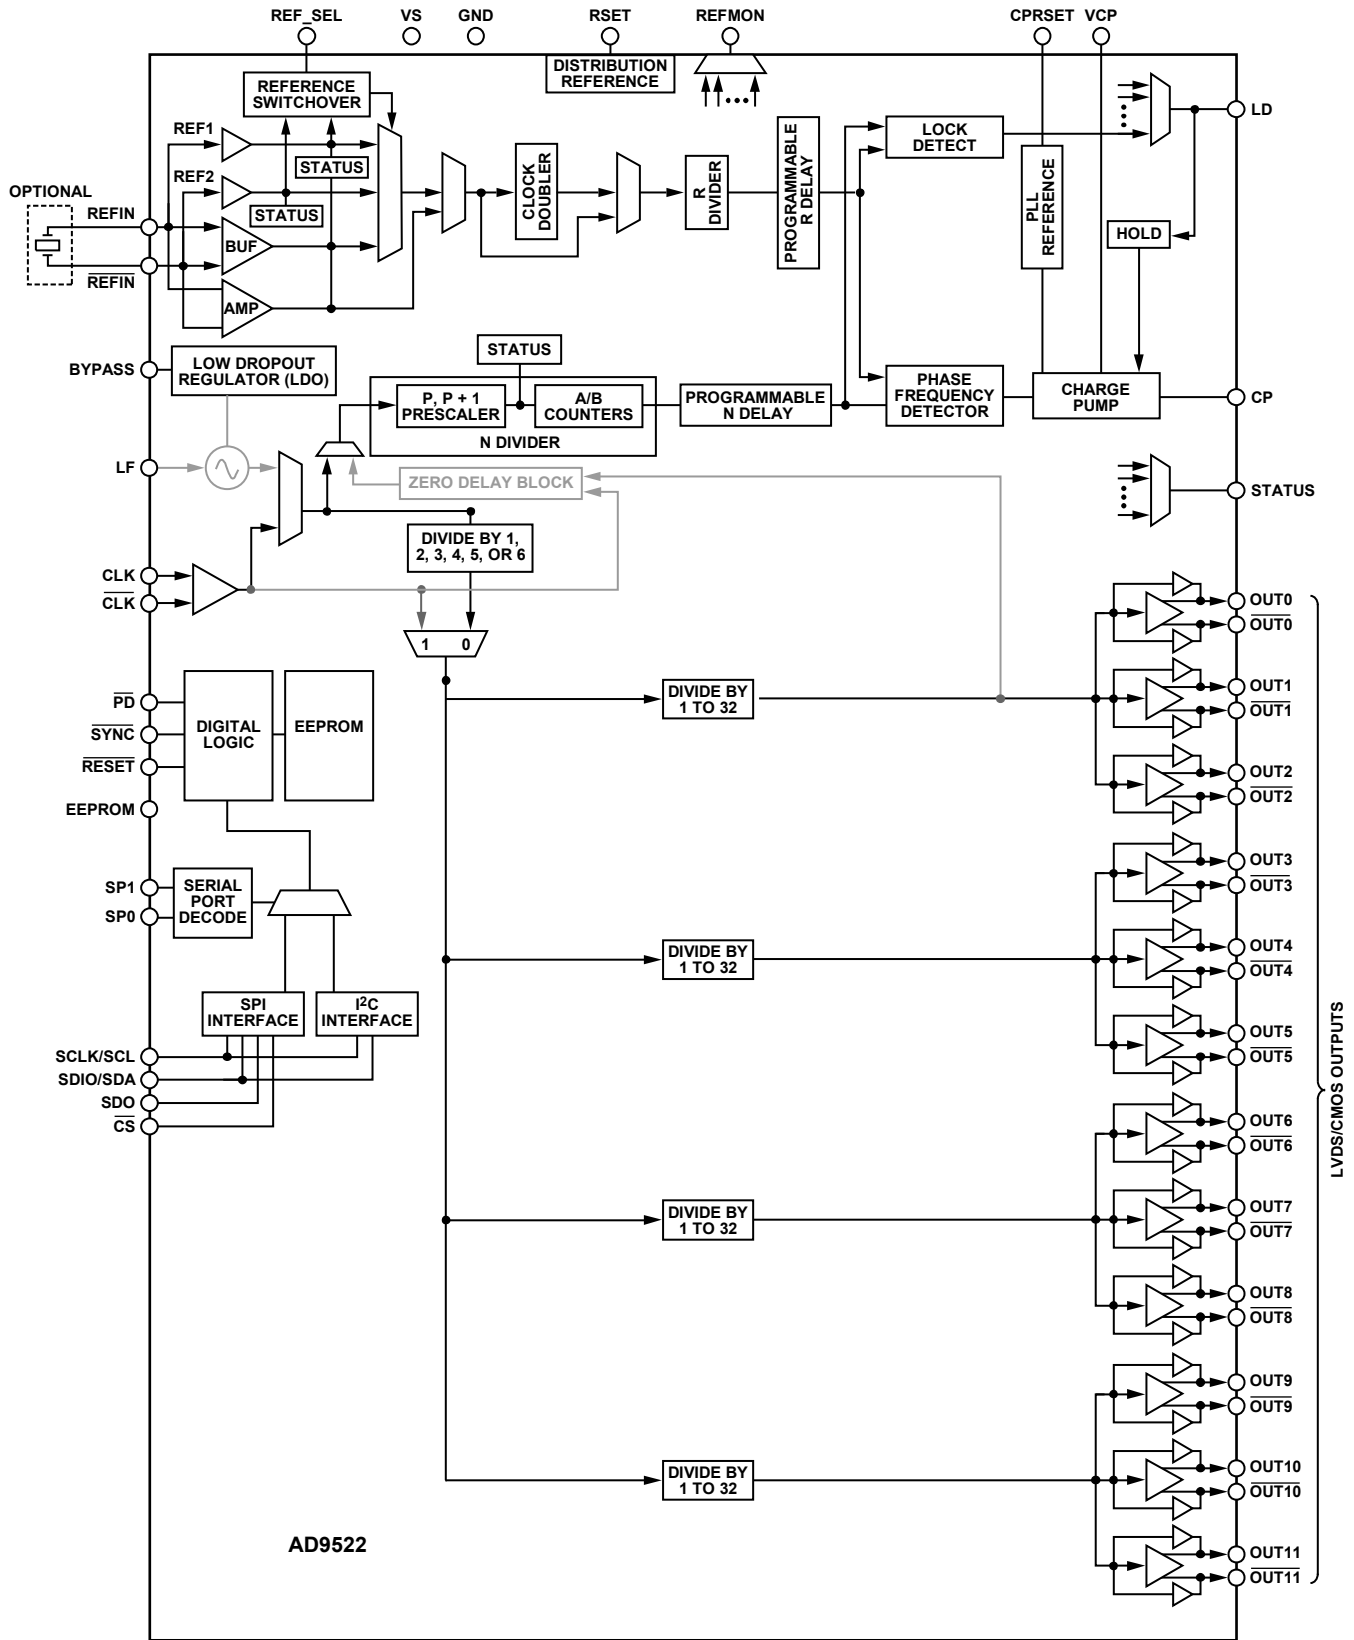 REF_SEL
VS
GND
RSET
REFMON
CPRSET
VCP
DISTRIBUTION
REFERENCE
REFERENCE
SWITCHOVER
REF1
STATUS
REF2
STATUS
OPTIONAL
REFIN
BUF
REFIN
AMP
CLOCK
DOUBLER
R
DIVIDER
PROGRAMMABLE
R DELAY
LOCK
DETECT
LD
PLL
REFERENCE
HOLD
BYPASS
LOW DROPOUT
REGULATOR (LDO)
STATUS
P, P + 1
PRESCALER
A/B
COUNTERS
N DIVIDER
PROGRAMMABLE
N DELAY
PHASE
FREQUENCY
DETECTOR
CHARGE
PUMP
CP
LF
ZERO DELAY BLOCK
STATUS
DIVIDE BY 1,
2, 3, 4, 5, OR 6
CLK
CLK
1 0
OUT0
OUT0
PD
SYNC
RESET
DIGITAL
LOGIC
EEPROM
EEPROM
DIVIDE BY
1 TO 32
OUT1
OUT1
OUT2
OUT2
SP1
SP0
SERIAL
PORT
DECODE
OUT3
OUT3
DIVIDE BY
1 TO 32
OUT4
OUT4
SPI
INTERFACE
I²C
INTERFACE
OUT5
OUT5
SCLK/SCL
SDIO/SDA
SDO
CS
LVDS/CMOS OUTPUTS
OUT6
OUT6
DIVIDE BY
1 TO 32
OUT7
OUT7
OUT8
OUT8
OUT9
OUT9
DIVIDE BY
1 TO 32
OUT10
OUT10
AD9522
OUT11
OUT11